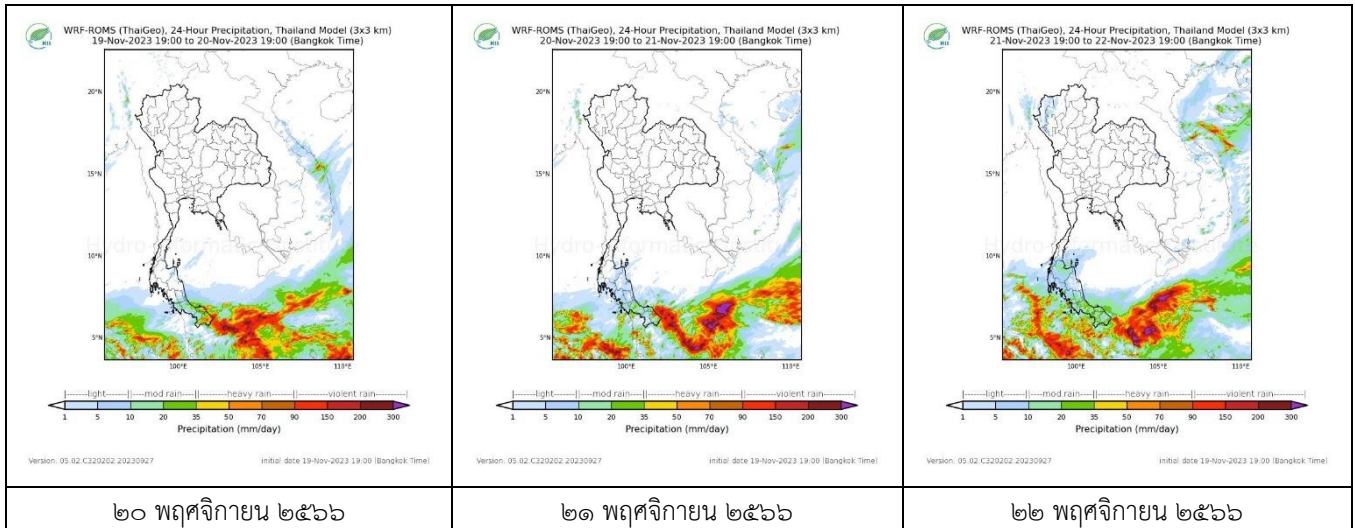 WRF-ROMS (ThaiGeo), 24-Hour Precipitation, Thailand Model (3x3 km)
19-Nov-2023 19:00 to 20-Nov-2023 19:00 (Bangkok Time)
20°N
15°N
10°N
5°N
100°E 105°E 110°E
light mod rain heavy rain violent rain
1 5 10 20 35 50 70 90 150 200 300
Precipitation (mm/day)
Version: 05.02.C320202.20230927 initial date 19-Nov-2023 19:00 (Bangkok Time)
๒๐ พฤศจิกายน ๒๕๖๖
WRF-ROMS (ThaiGeo), 24-Hour Precipitation, Thailand Model (3x3 km)
20-Nov-2023 19:00 to 21-Nov-2023 19:00 (Bangkok Time)
20°N
15°N
10°N
5°N
100°E 105°E 110°E
light mod rain heavy rain violent rain
1 5 10 20 35 50 70 90 150 200 300
Precipitation (mm/day)
Version: 05.02.C320202.20230927 initial date 19-Nov-2023 19:00 (Bangkok Time)
๒๑ พฤศจิกายน ๒๕๖๖
WRF-ROMS (ThaiGeo), 24-Hour Precipitation, Thailand Model (3x3 km)
21-Nov-2023 19:00 to 22-Nov-2023 19:00 (Bangkok Time)
20°N
15°N
10°N
5°N
100°E 105°E 110°E
light mod rain heavy rain violent rain
1 5 10 20 35 50 70 90 150 200 300
Precipitation (mm/day)
Version: 05.02.C320202.20230927 initial date 19-Nov-2023 19:00 (Bangkok Time)
๒๒ พฤศจิกายน ๒๕๖๖